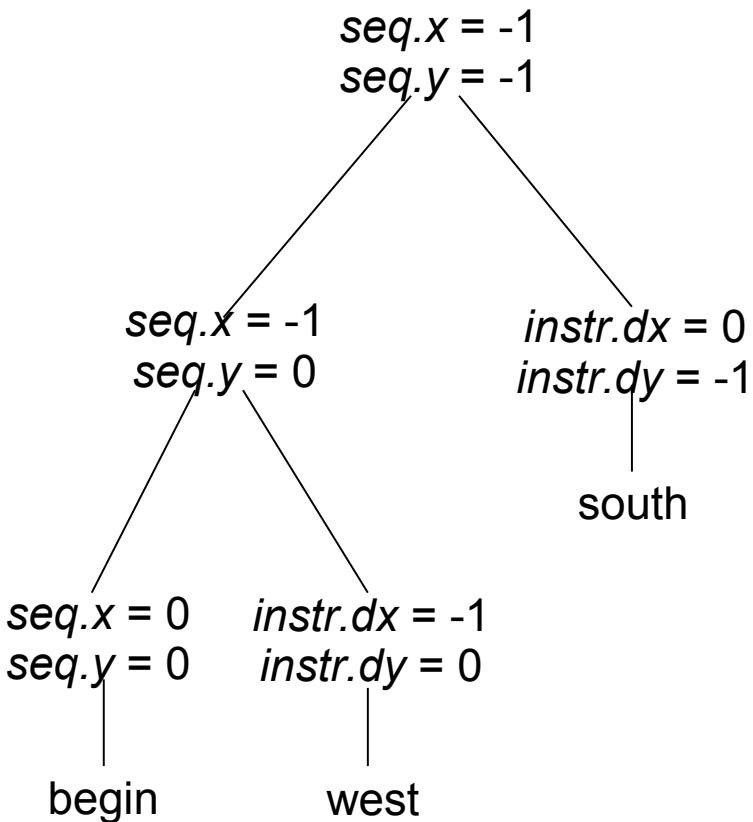 seq.x = -1
seq.y = -1
seq.x = -1
seq.y = 0
instr.dx = 0
instr.dy = -1
south
seq.x = 0
seq.y = 0
instr.dx = -1
instr.dy = 0
begin
west